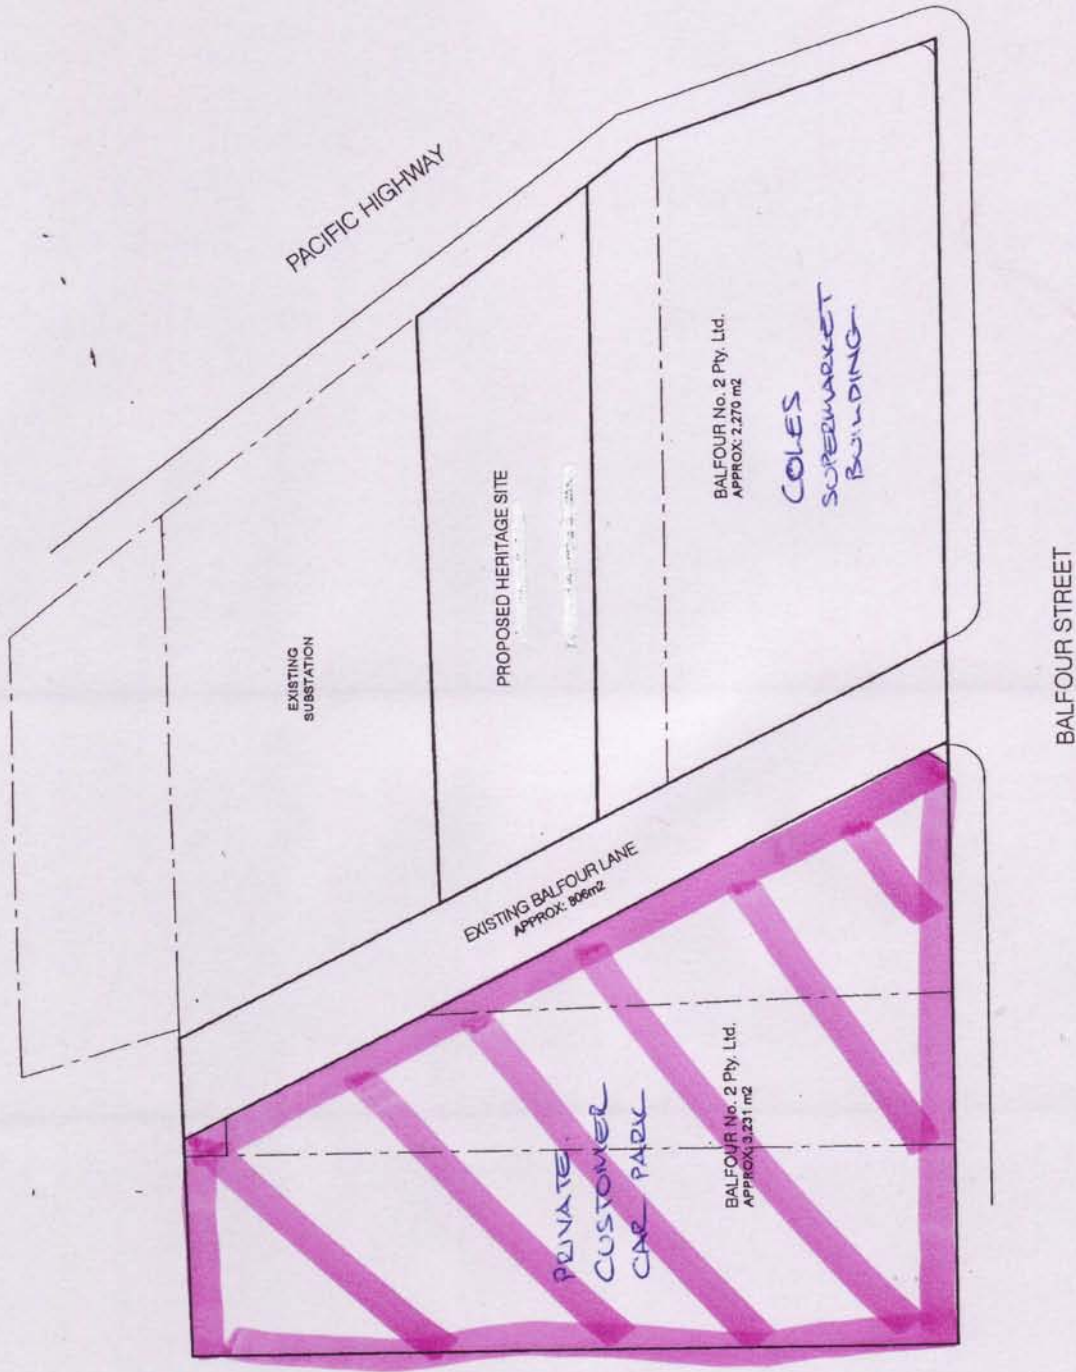 PACIFIC HIGHWAY
EXISTING
SUBSTATION
PROPOSED HERITAGE SITE
BALFOUR No. 2 Pty. Ltd.
APPROX: 2,270 m2
COLES
SUPERMARKET
BUILDING
EXISTING BALFOUR LANE
APPROX: 806m2
PRIVATE
CUSTOMER
CAR PARK
BALFOUR No. 2 Pty. Ltd.
APPROX: 3,231 m2
BALFOUR STREET